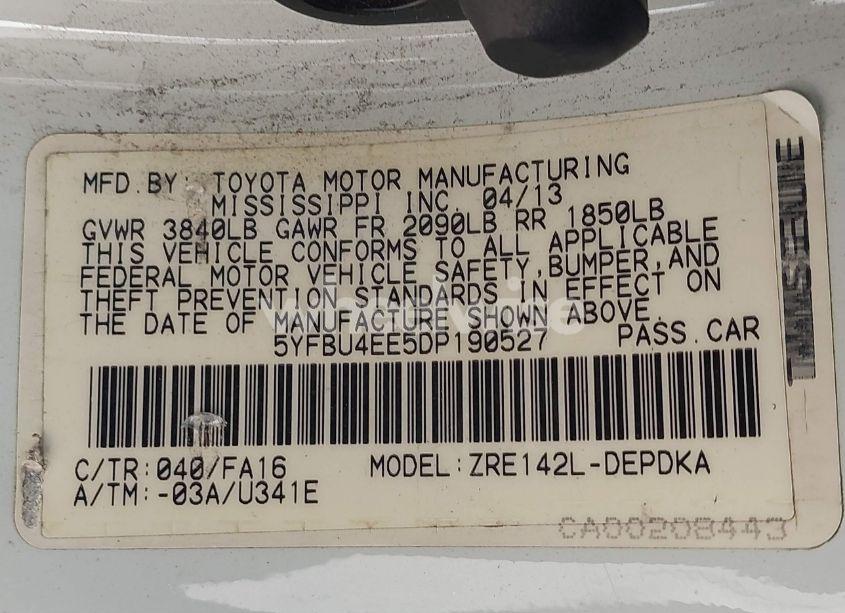 MFD. BY: TOYOTA MOTOR MANUFACTURING
MISSISSIPPI INC. 04/13
GVWR 3840LB GAWR FR 2090LB RR 1850LB
THIS VEHICLE CONFORMS TO ALL APPLICABLE
FEDERAL MOTOR VEHICLE SAFETY, BUMPER, AND
THEFT PREVENTION STANDARDS IN EFFECT ON
THE DATE OF MANUFACTURE SHOWN ABOVE.
5YFBU4EE5DP190527 PASS. CAR
C/TR: 040/FA16 MODEL: ZRE142L-DEPDKA
A/TM: -03A/U341E
CA00208443